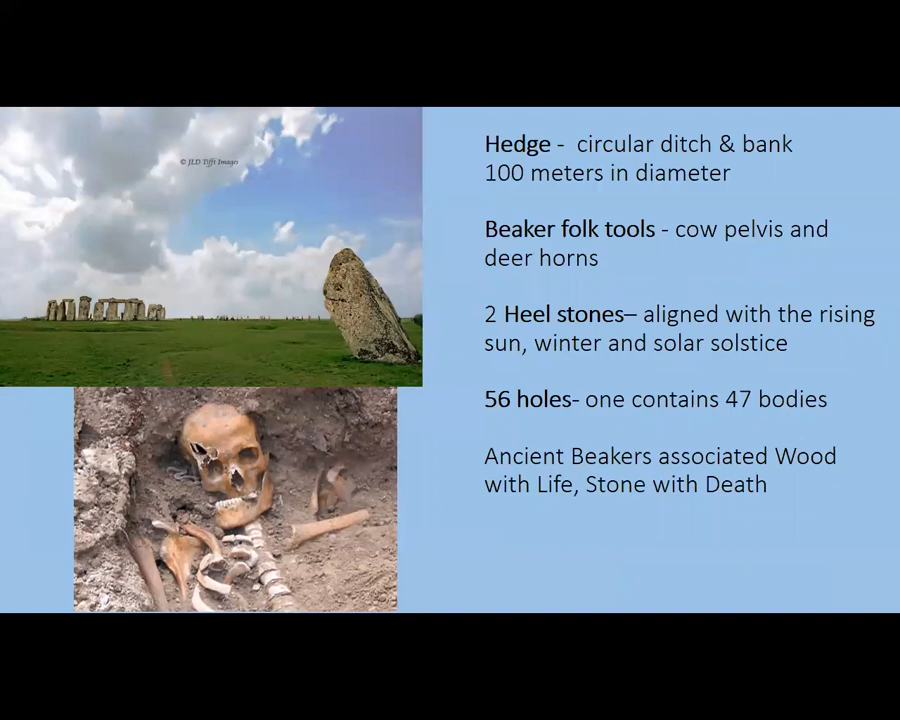 © JLD Tifft Images
Hedge - circular ditch & bank
100 meters in diameter
Beaker folk tools - cow pelvis and
deer horns
2 Heel stones– aligned with the rising
sun, winter and solar solstice
56 holes- one contains 47 bodies
Ancient Beakers associated Wood
with Life, Stone with Death